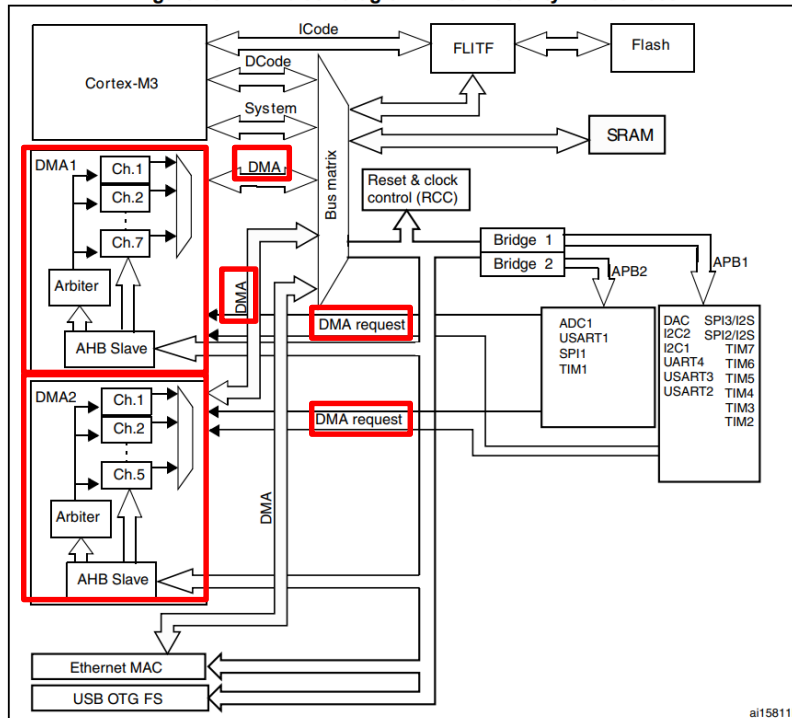 ICode
FLITF
Flash
DCode
Cortex-M3
System
SRAM
DMA1
Ch.1
Ch.2
Ch.7
Arbiter
AHB Slave
DMA
Bus matrix
Reset & clock
control (RCC)
Bridge 1
Bridge 2
APB2
APB1
DMA
DMA request
ADC1
USART1
SPI1
TIM1
DAC SPI3/I2S
I2C2 SPI2/I2S
I2C1 TIM7
UART4 TIM6
USART3 TIM5
USART2 TIM4
TIM3
TIM2
DMA2
Ch.1
Ch.2
Ch.5
Arbiter
AHB Slave
DMA request
DMA
Ethernet MAC
USB OTG FS
ai15811